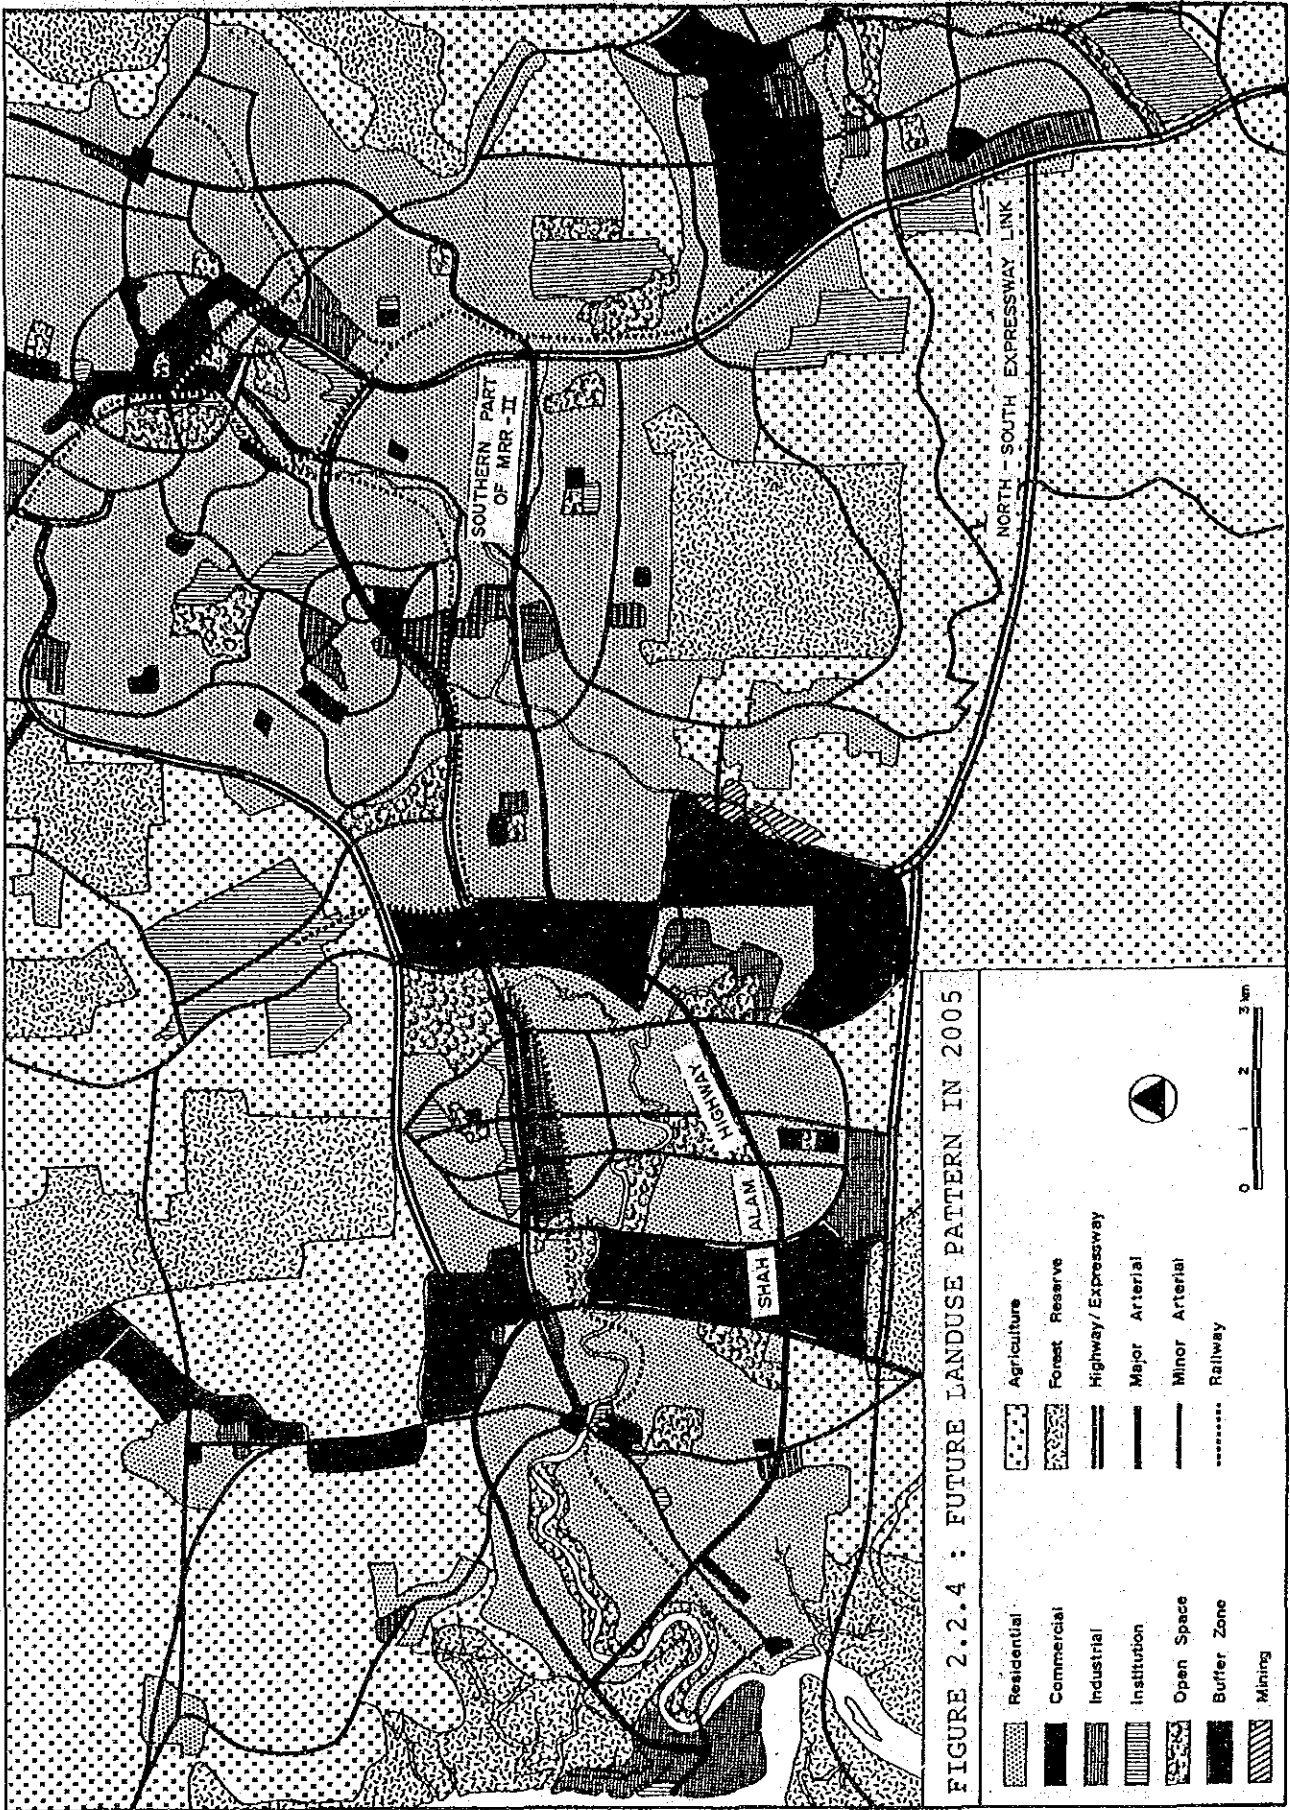 SOUTHERN PART
OF MRR-II
NORTH - SOUTH EXPRESSWAY LINK
SHAH ALAM HIGHWAY
FIGURE 2.2.4 : FUTURE LANDUSE PATTERN IN 2005
Residential
Commercial
Industrial
Institution
Open Space
Buffer Zone
Mining
Agriculture
Forest Reserve
Highway/Expressway
Major Arterial
Minor Arterial
Railway
0 1 2 3 km